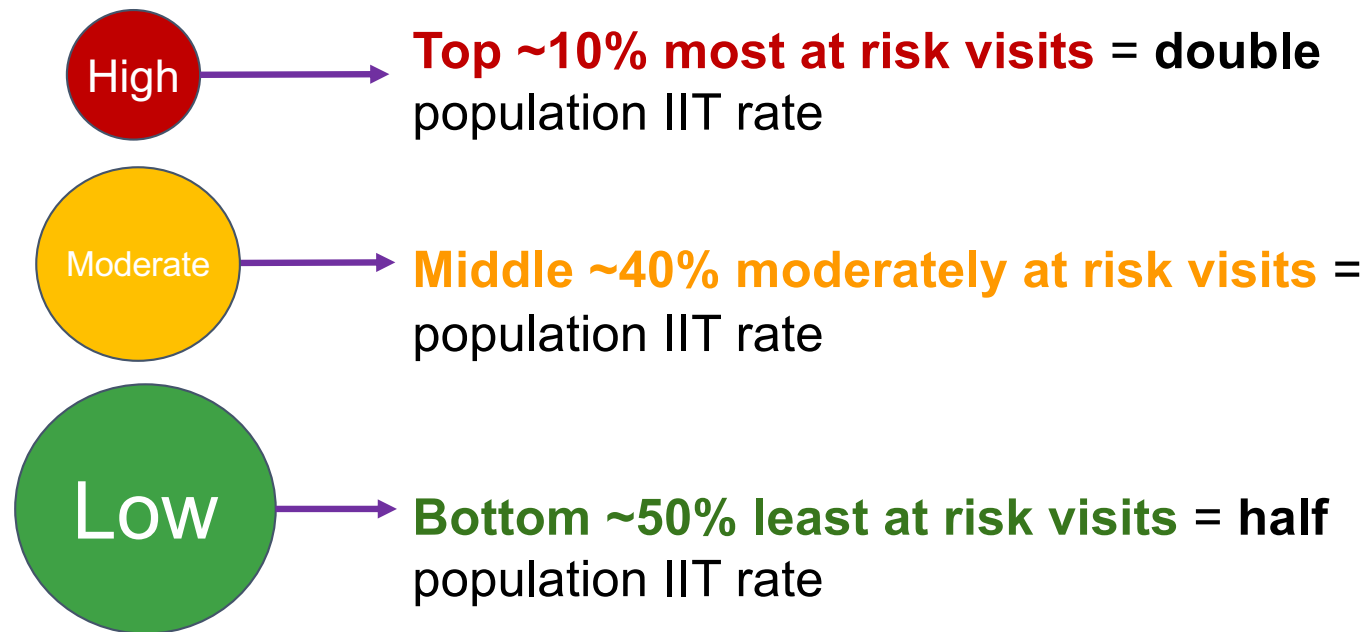 High
Top ~10% most at risk visits = double
population IIT rate
Moderate
Middle ~40% moderately at risk visits =
population IIT rate
Low
Bottom ~50% least at risk visits = half
population IIT rate